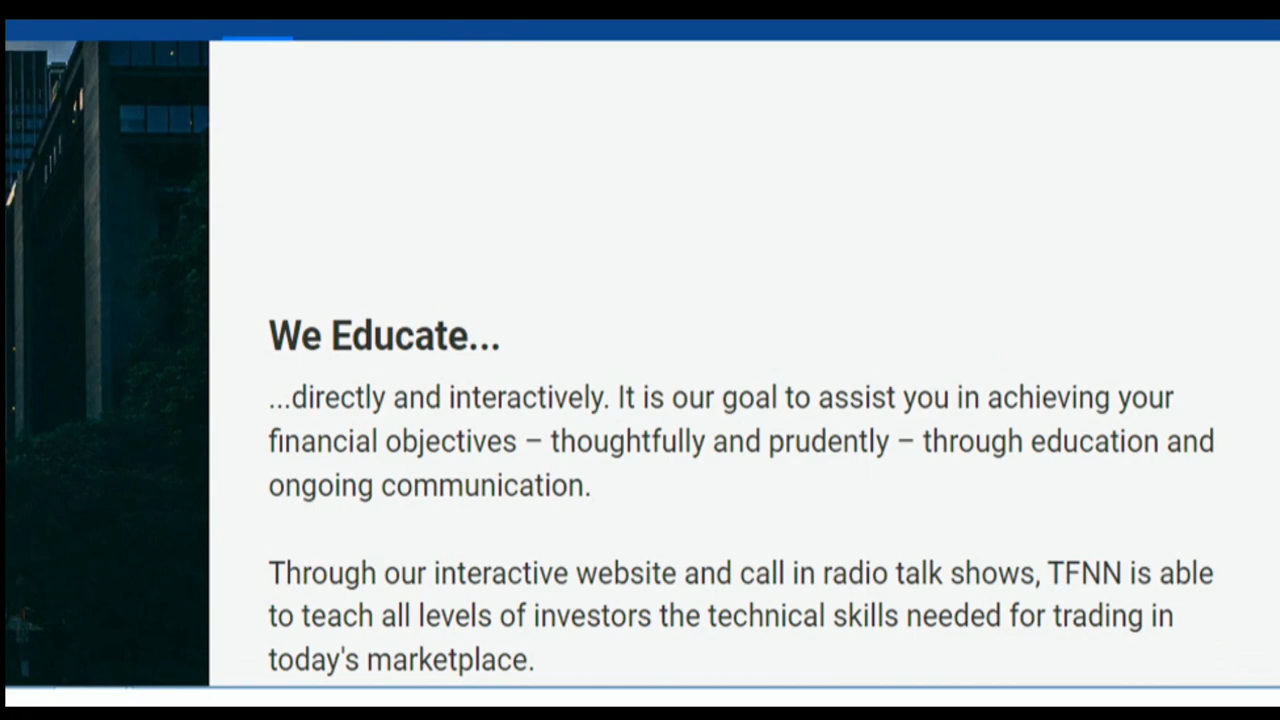 We Educate...
...directly and interactively. It is our goal to assist you in achieving your
financial objectives – thoughtfully and prudently – through education and
ongoing communication.
Through our interactive website and call in radio talk shows, TFNN is able
to teach all levels of investors the technical skills needed for trading in
today's marketplace.